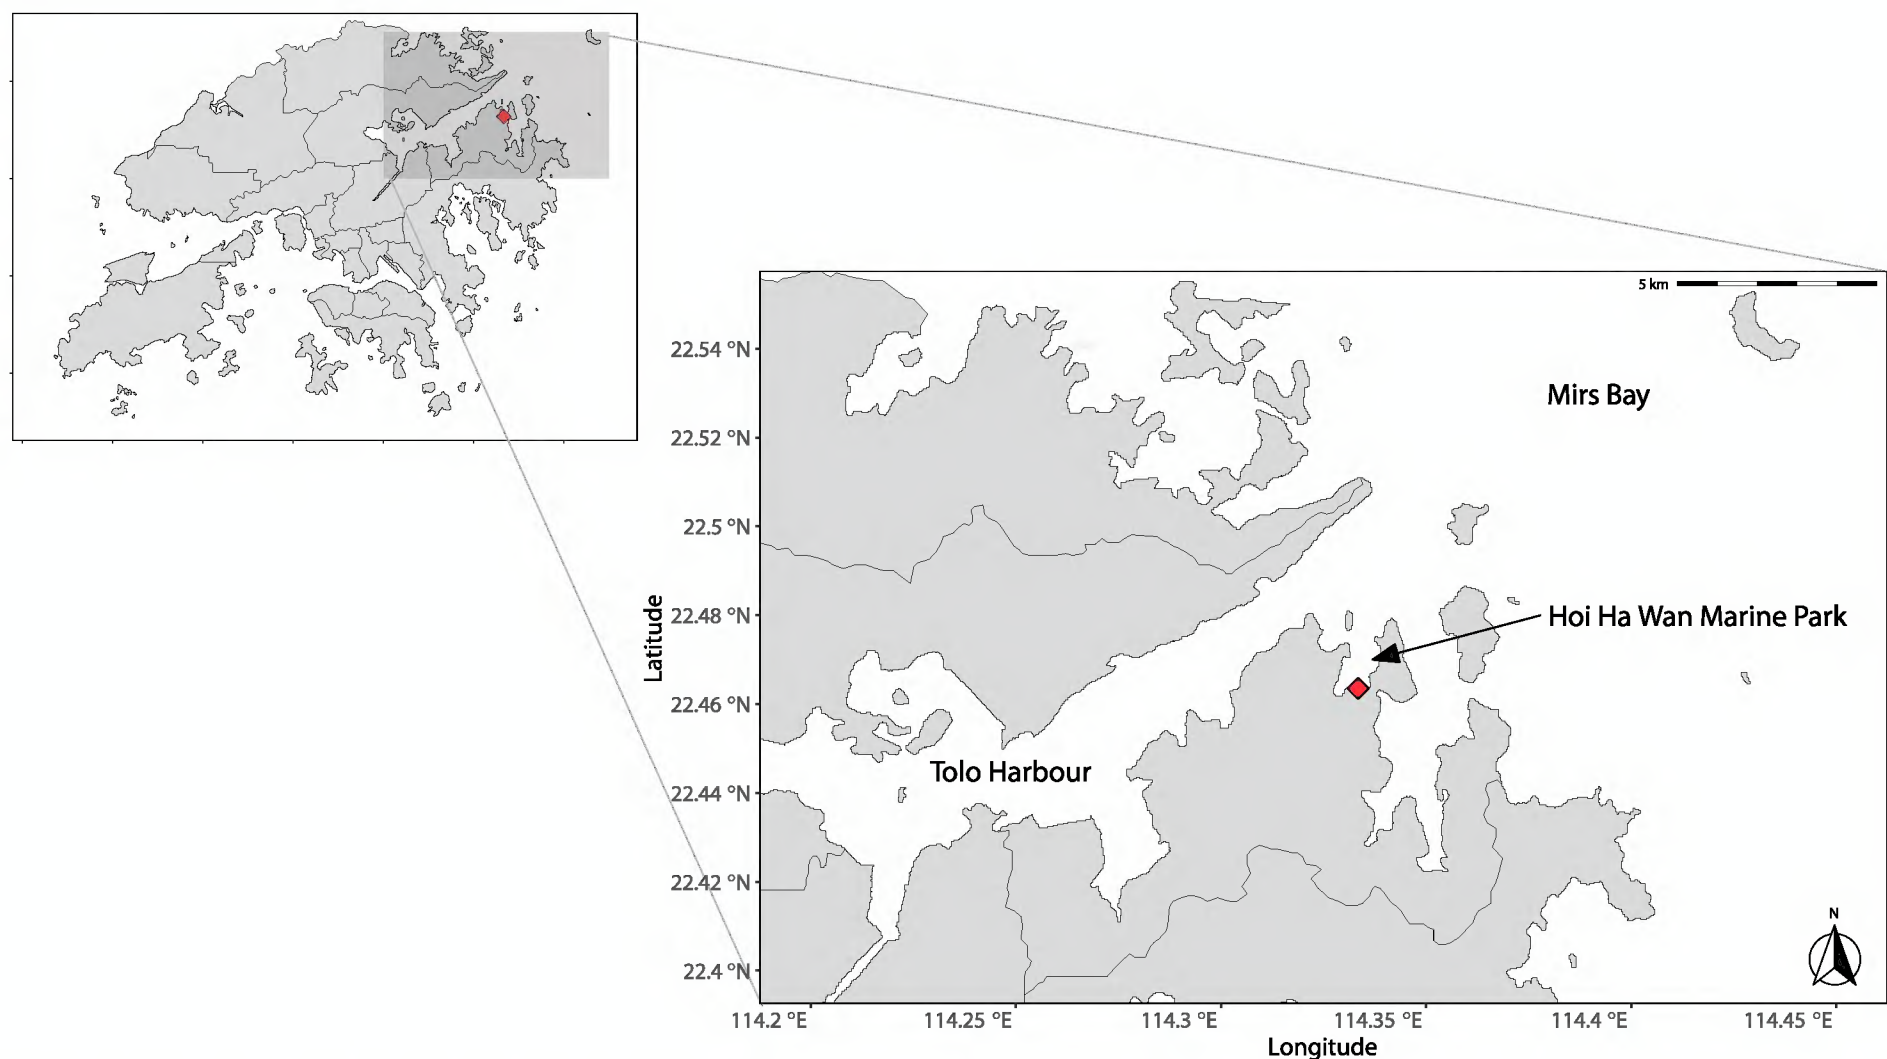 5 km
22.54 °N
Mirs Bay
22.52 °N
22.5 °N
22.48 °N
Hoi Ha Wan Marine Park
Latitude
22.46 °N
Tolo Harbour
22.44 °N
22.42 °N
N
22.4 °N
114.2 °E 114.25 °E 114.3 °E 114.35 °E 114.4 °E 114.45 °E
Longitude